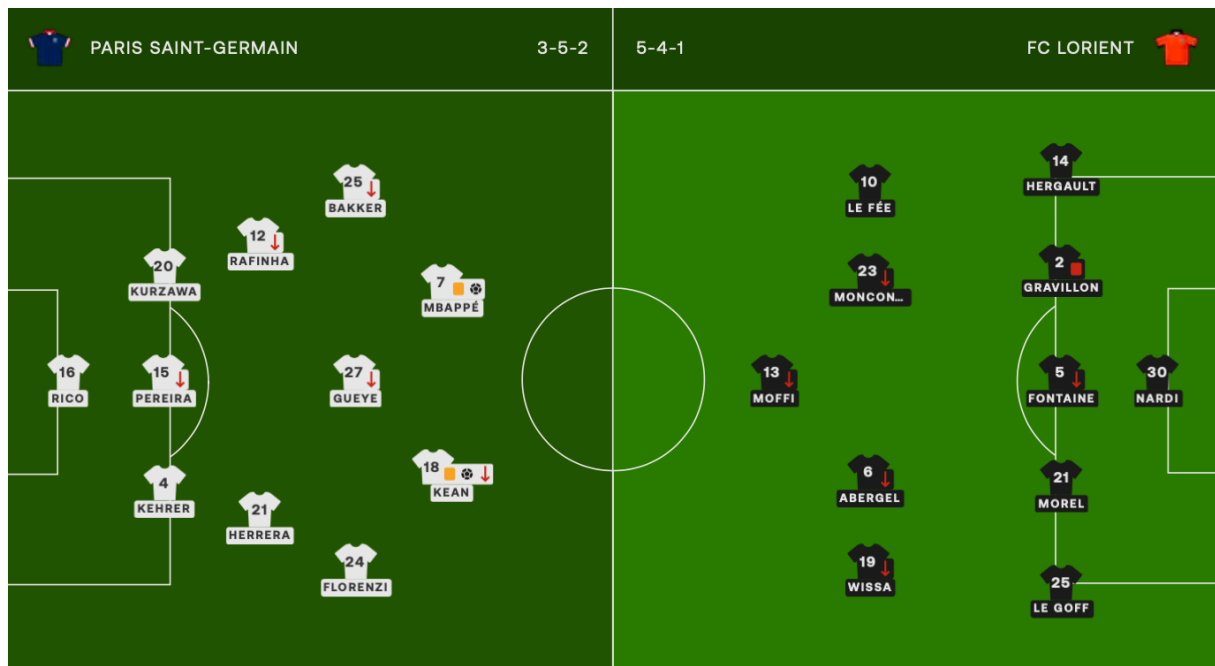 PARIS SAINT-GERMAIN
3-5-2
5-4-1
FC LORIENT
16
RICO
20
KURZAWA
15
PEREIRA
4
KEHRER
12
RAFINHA
21
HERRERA
25
BAKKER
27
GUEYE
24
FLORENZI
7
MBAPPÉ
18
KEAN
13
MOFFI
10
LE FÉE
23
MONCON...
6
ABERGEL
19
WISSA
14
HERGAULT
2
GRAVILLON
5
FONTAINE
21
MOREL
25
LE GOFF
30
NARDI